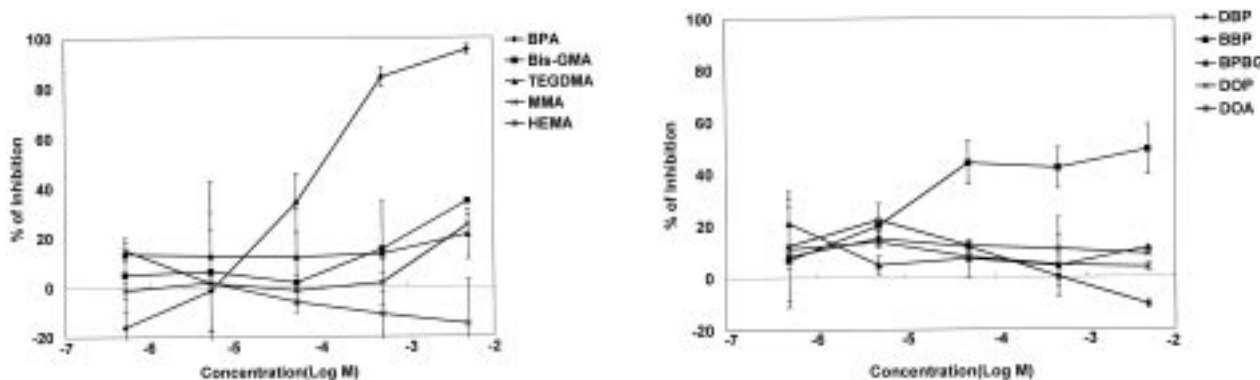 100
80
60
40
20
0
-20
-7
-6
-5
-4
-3
-2
% of Inhibition
Concentration(Log M)
BPA
Bis-GMA
TEGDMA
MMA
HEMA
100
80
60
40
20
0
-20
-7
-6
-5
-4
-3
-2
% of Inhibition
Concentration(Log M)
DBP
BBP
BPBG
DOP
DOA